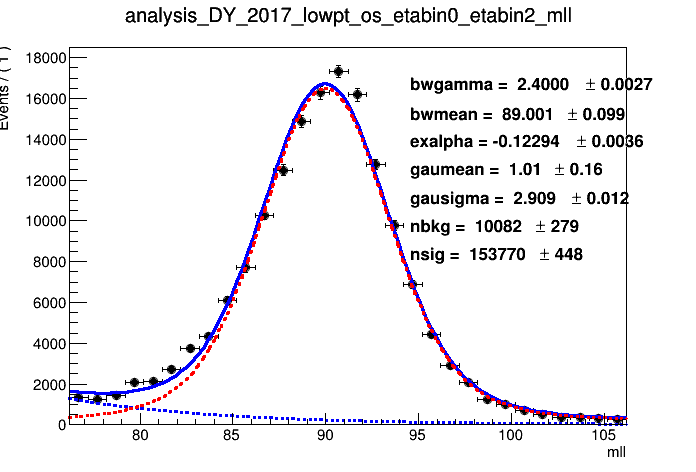 analysis_DY_2017_lowpt_os_etabin0_etabin2_mll
Events / ( 1 )
18000
16000
14000
12000
10000
8000
6000
4000
2000
0
bwgamma = 2.4000 ± 0.0027
bwmean = 89.001 ± 0.099
exalpha = -0.12294 ± 0.0036
gaumean = 1.01 ± 0.16
gausigma = 2.909 ± 0.012
nbkg = 10082 ± 279
nsig = 153770 ± 448
80 85 90 95 100 105
mll